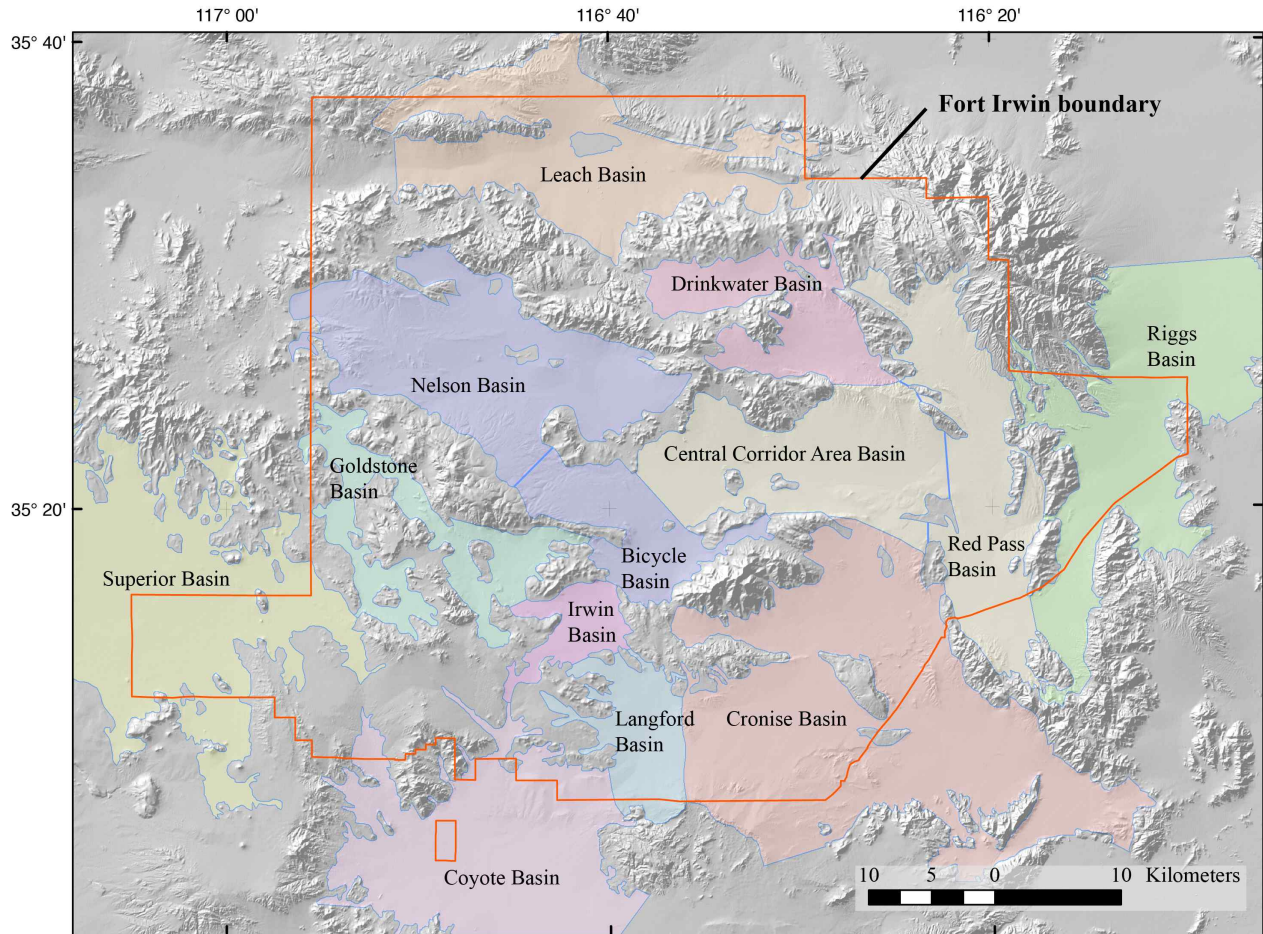 117° 00'
116° 40'
116° 20'
35° 40'
Fort Irwin boundary
Leach Basin
Drinkwater Basin
Riggs
Basin
Nelson Basin
Central Corridor Area Basin
Goldstone
Basin
35° 20'
Red Pass
Basin
Bicycle
Basin
Superior Basin
Irwin
Basin
Langford
Basin
Cronise Basin
Coyote Basin
10 5 0 10 Kilometers